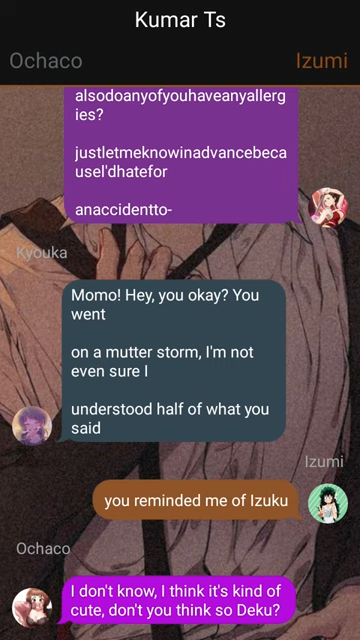 Kumar Ts
Ochaco Izumi
alsodoanyofyouhaveanyallerg
ies?
justletmeknowinadvancebeca
usel'dhatefor
anaccidentto-
Kyouka
Momo! Hey, you okay? You
went
on a mutter storm, I'm not
even sure I
understood half of what you
said
Izumi
you reminded me of Izuku
Ochaco
I don't know, I think it's kind of
cute, don't you think so Deku?